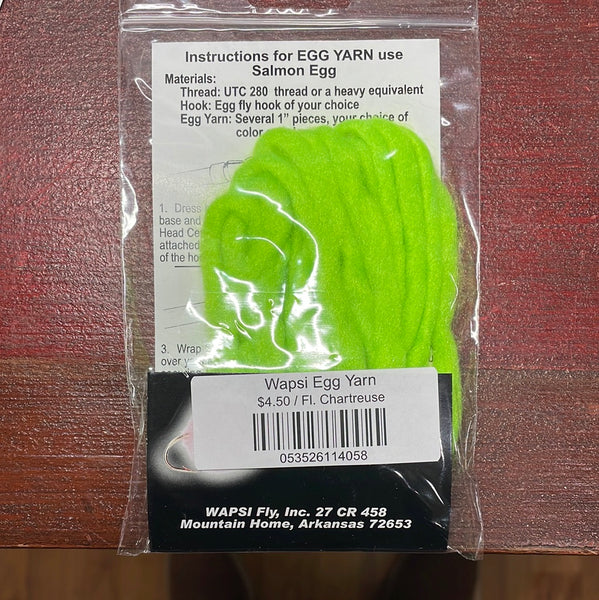 Instructions for EGG YARN use
Salmon Egg
Materials:
Thread: UTC 280 thread or a heavy equivalent
Hook: Egg fly hook of your choice
Egg Yarn: Several 1” pieces, your choice of
color
1. Dress
base and
Head Ce
attached
of the ho
3. Wrap
over y
Wapsi Egg Yarn
$4.50 / Fl. Chartreuse
053526114058
WAPSI Fly, Inc. 27 CR 458
Mountain Home, Arkansas 72653